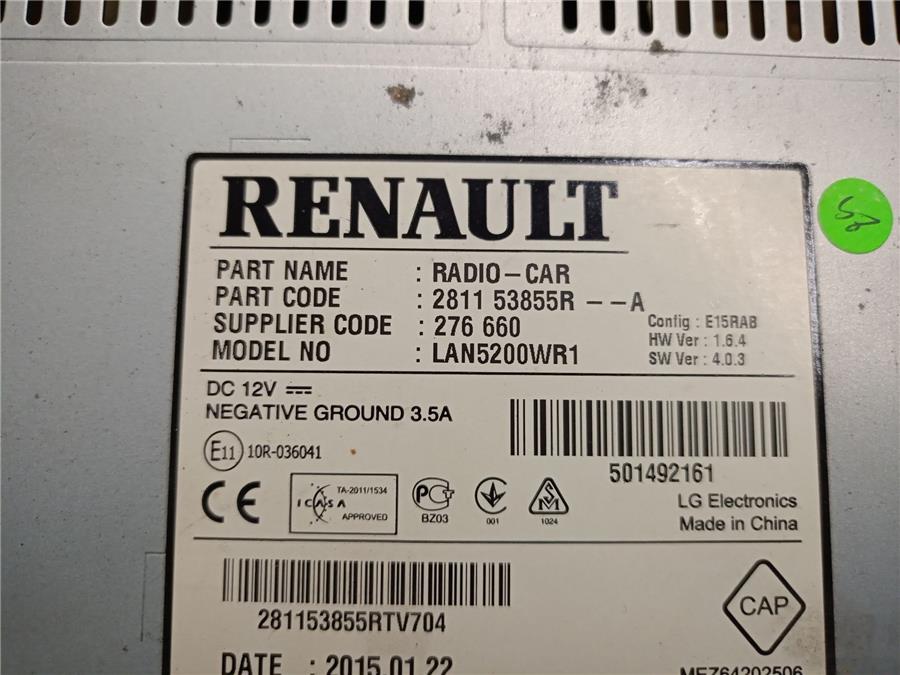 RENAULT
PART NAME : RADIO-CAR
PART CODE : 2811 53855R --A
SUPPLIER CODE : 276 660
MODEL NO : LAN5200WR1
Config : E15RAB
HW Ver : 1.6.4
SW Ver : 4.0.3
DC 12V
NEGATIVE GROUND 3.5A
E11 10R-036041
501492161
CE
TA-2011/1534
ICASA
APPROVED
BZ03
001
1024
LG Electronics
Made in China
281153855RTV704
CAP
DATE : 2015.01.22
MEZ64202506